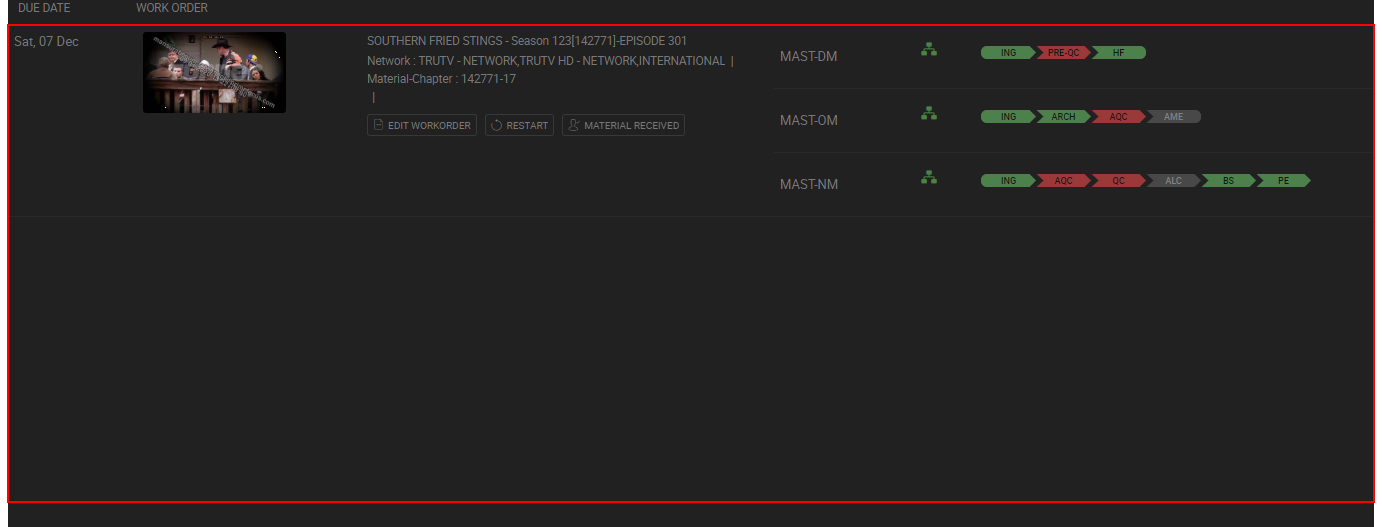 DUE DATE WORK ORDER
Sat, 07 Dec
SOUTHERN FRIED STINGS - Season 123[142771]-EPISODE 301
Network : TRUTV - NETWORK,TRUTV HD - NETWORK,INTERNATIONAL |
Material-Chapter : 142771-17
|
EDIT WORKORDER RESTART MATERIAL RECEIVED
MAST-DM ING PRE-QC HF
MAST-OM ING ARCH AQC AME
MAST-NM ING AQC QC ALC BS PE